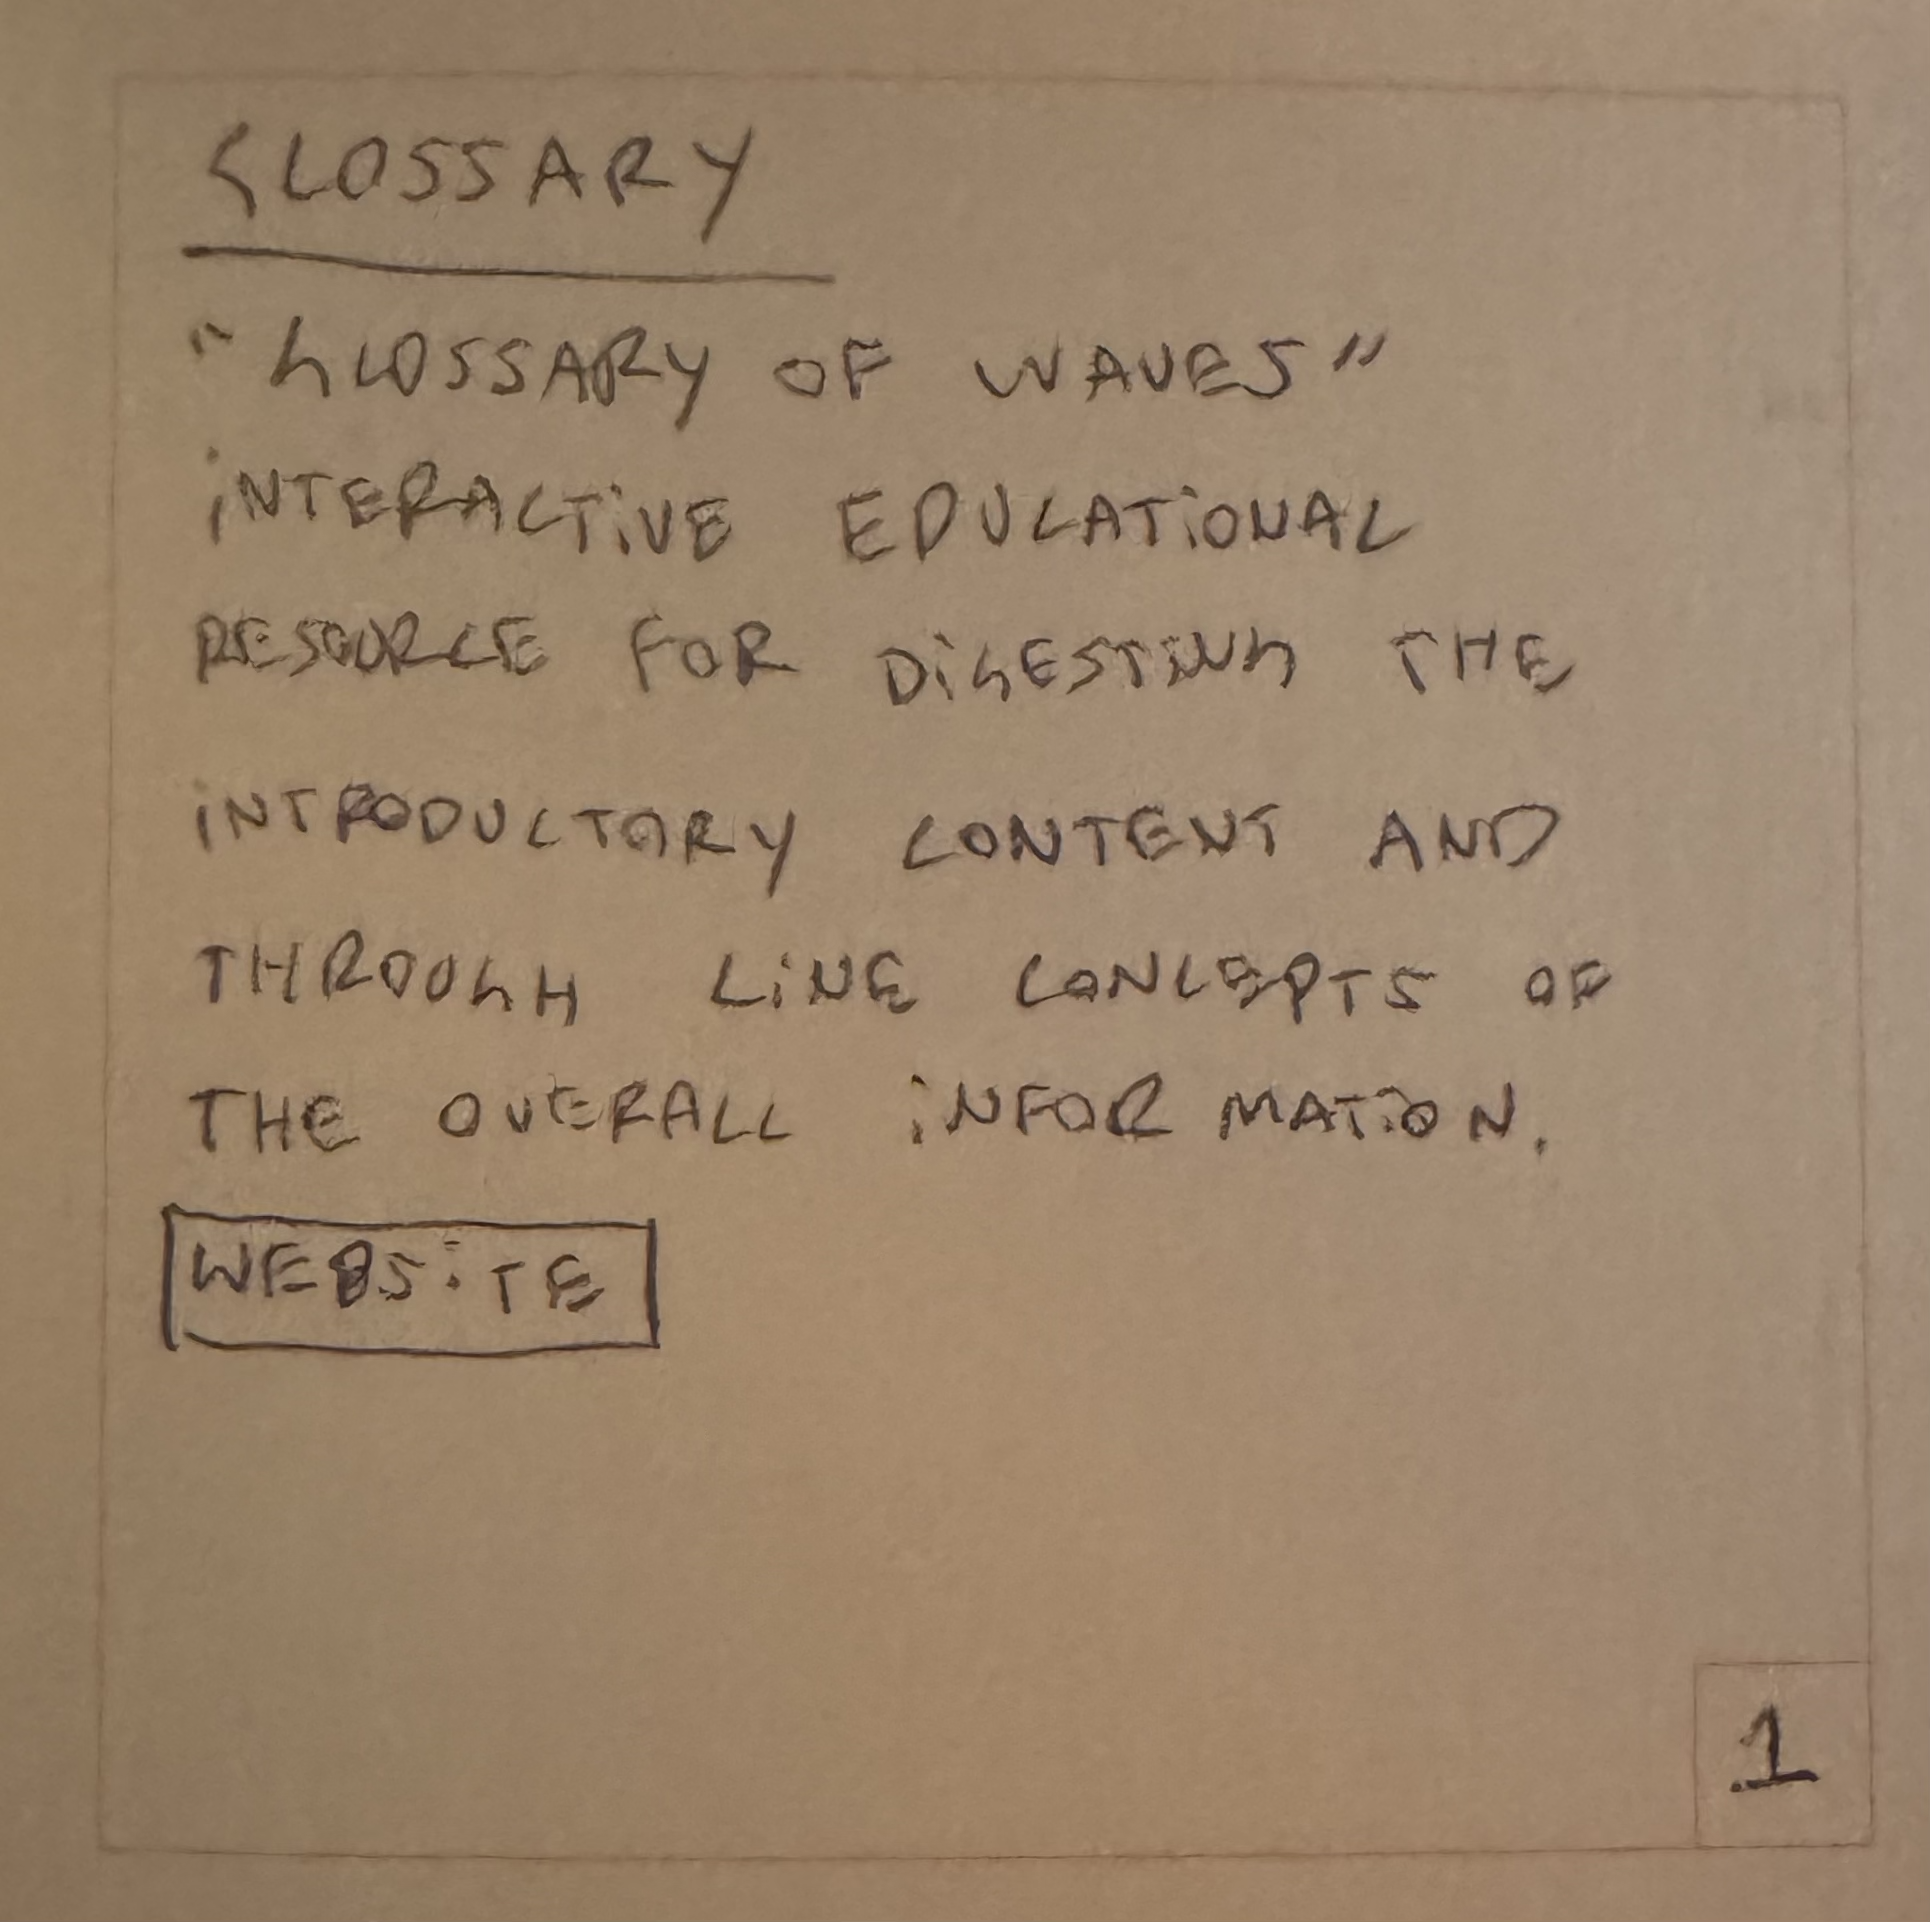 GLOSSARY
"GLOSSARY OF WAVES"
iNTERACTiVE EDUCATiONAL
RESOURCE FOR DiGESTING THE
iNTRODUCTORY CONTENT AND
THROUGH LiNE CONCEPTS OF
THE OVERALL iNFORMATiON.
WEBSiTE
1